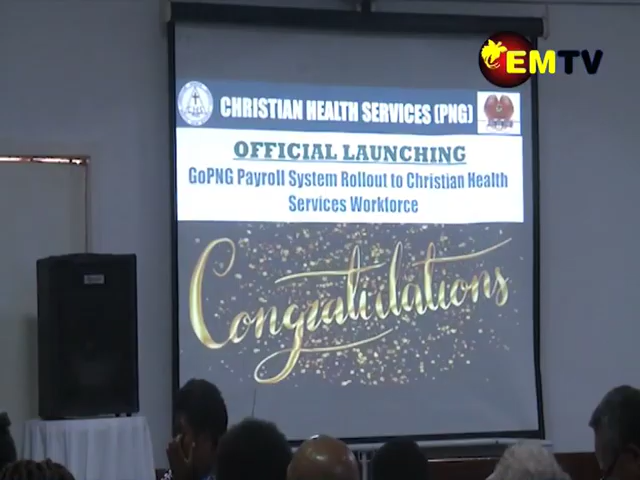 EMTV
CHRISTIAN HEALTH SERVICES (PNG)
OFFICIAL LAUNCHING
GoPNG Payroll System Rollout to Christian Health
Services Workforce
Congratulations